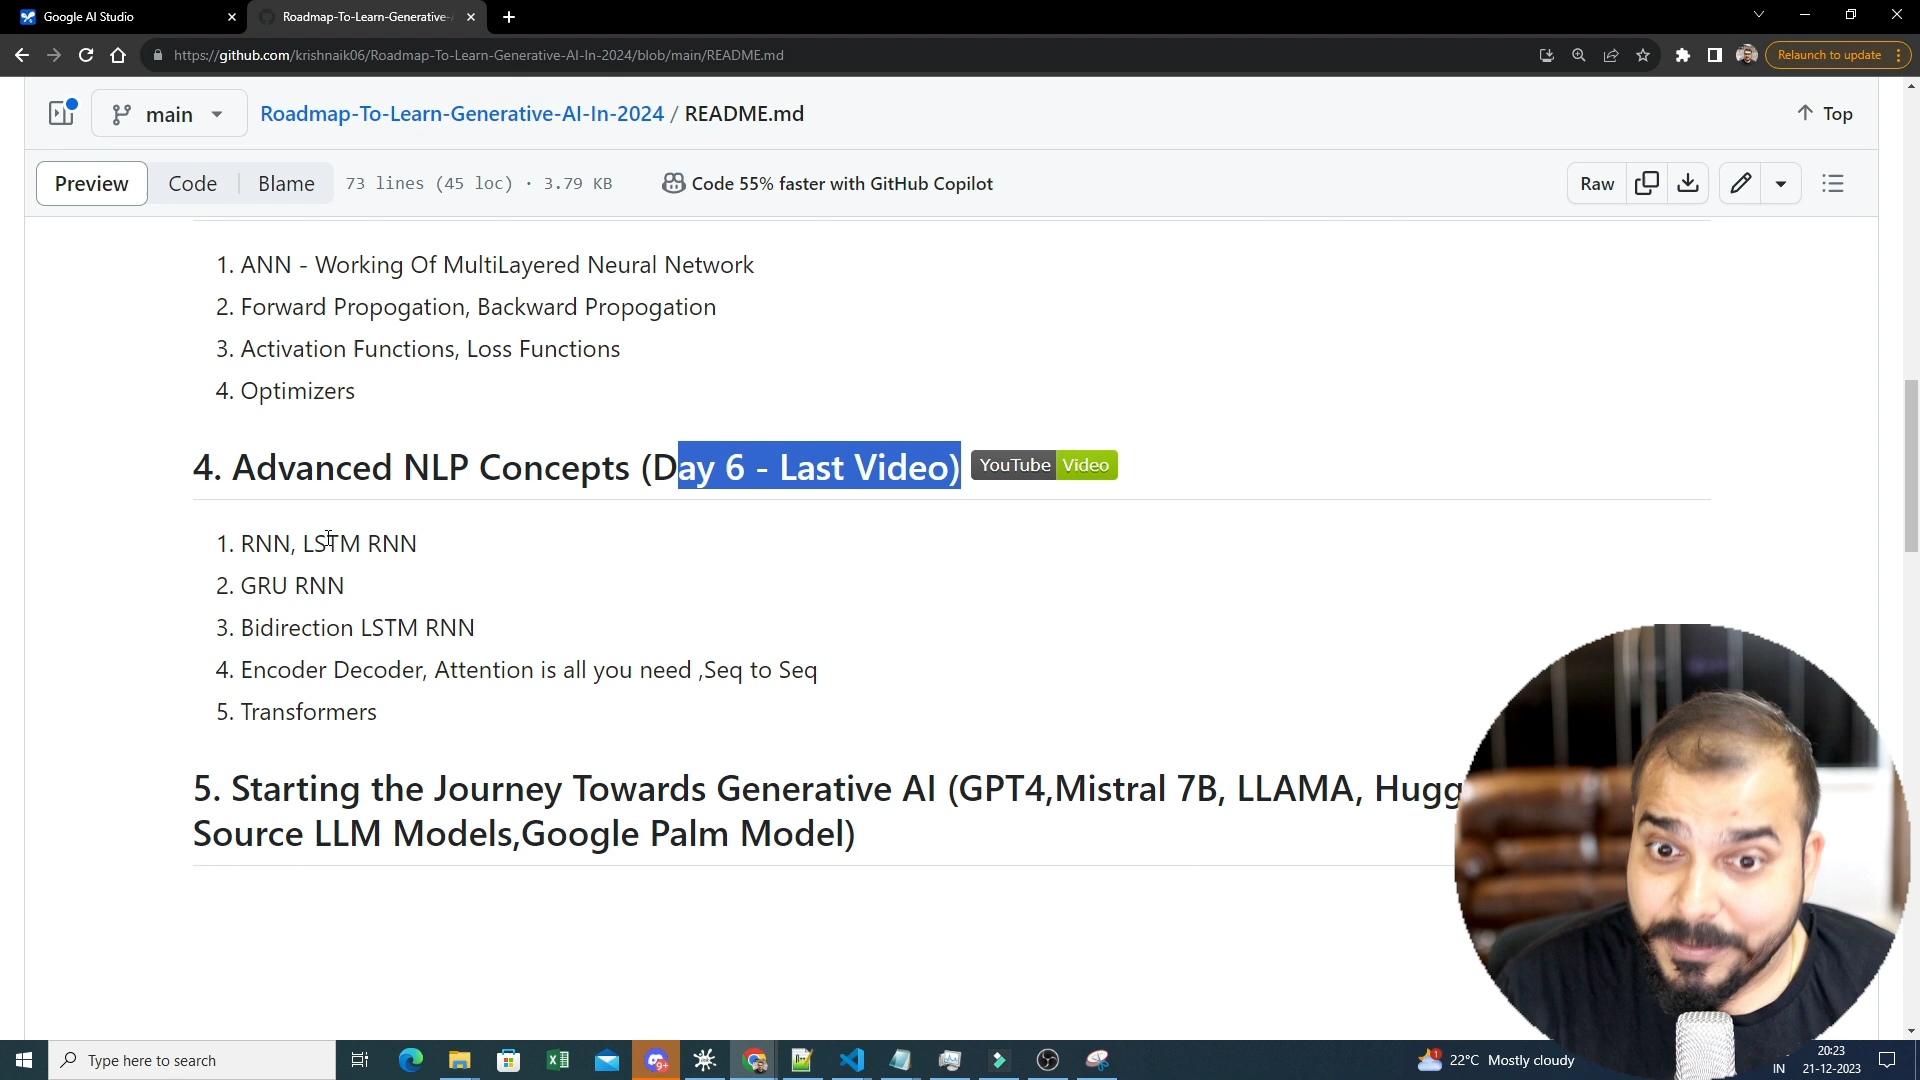 Google AI Studio
Roadmap-To-Learn-Generative-
https://github.com/krishnaik06/Roadmap-To-Learn-Generative-AI-In-2024/blob/main/README.md
Relaunch to update
main
Roadmap-To-Learn-Generative-AI-In-2024 / README.md
Top
Preview
Code
Blame
73 lines (45 loc) · 3.79 KB
Code 55% faster with GitHub Copilot
Raw
1. ANN - Working Of MultiLayered Neural Network
2. Forward Propogation, Backward Propogation
3. Activation Functions, Loss Functions
4. Optimizers
4. Advanced NLP Concepts (Day 6 - Last Video) YouTube Video
1. RNN, LSTM RNN
2. GRU RNN
3. Bidirection LSTM RNN
4. Encoder Decoder, Attention is all you need ,Seq to Seq
5. Transformers
5. Starting the Journey Towards Generative AI (GPT4,Mistral 7B, LLAMA, Hugg
Source LLM Models,Google Palm Model)
Type here to search
9+
1
22°C Mostly cloudy
IN
20:23
21-12-2023